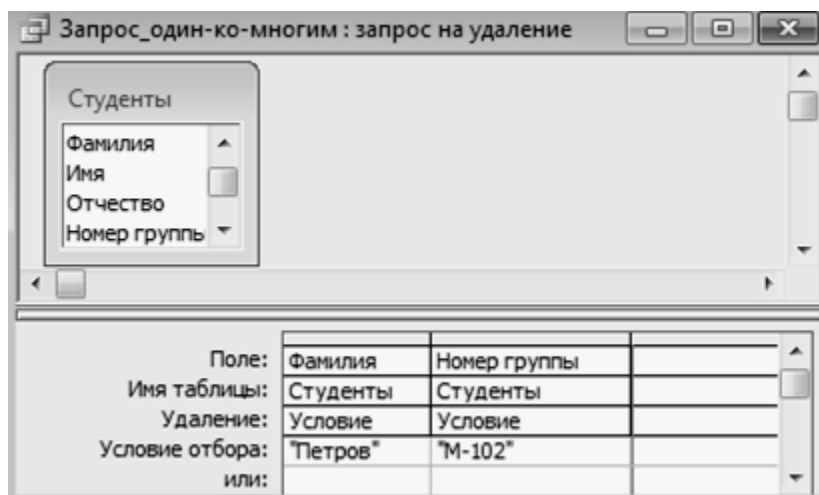 Запрос_один-ко-многим : запрос на удаление
Студенты
Фамилия
Имя
Отчество
Номер группы
Поле: Фамилия Номер группы
Имя таблицы: Студенты Студенты
Удаление: Условие Условие
Условие отбора: "Петров" "М-102"
или: